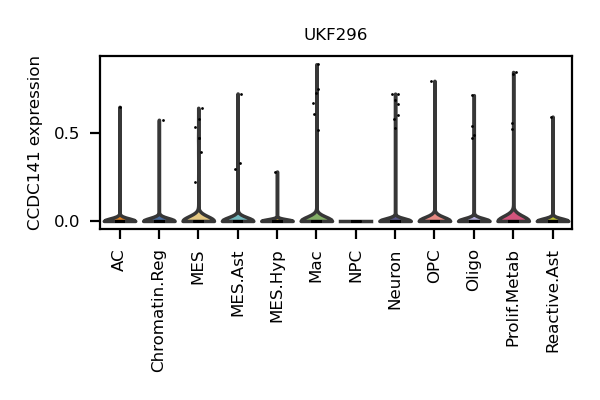 UKF296
CCDC141 expression
0.5
0.0
AC
Chromatin.Reg
MES
MES.Ast
MES.Hyp
Mac
NPC
Neuron
OPC
Oligo
Prolif.Metab
Reactive.Ast